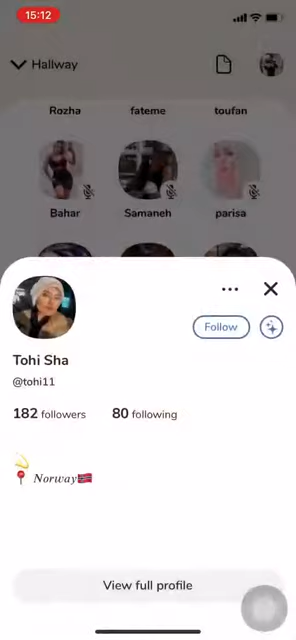 15:12
Hallway
Rozha fateme toufan
Bahar Samaneh parisa
Follow
Tohi Sha
@tohi11
182 followers 80 following
Norway
View full profile